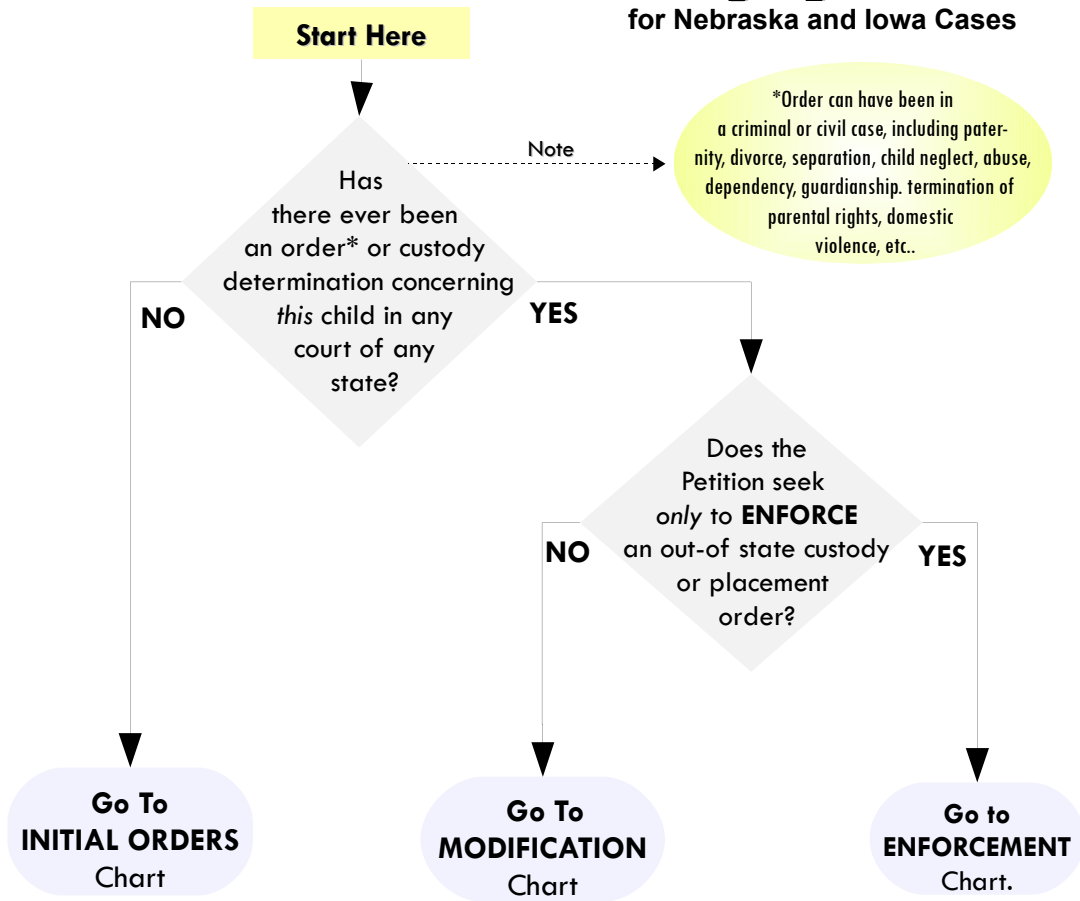 for Nebraska and Iowa Cases
Start Here
*Order can have been in
a criminal or civil case, including pater-
nity, divorce, separation, child neglect, abuse,
dependency, guardianship. termination of
parental rights, domestic
violence, etc..
Note
Has
there ever been
an order* or custody
determination concerning
this child in any
court of any
state?
NO
YES
Does the
Petition seek
only to ENFORCE
an out-of state custody
or placement
order?
NO
YES
Go To
INITIAL ORDERS
Chart
Go To
MODIFICATION
Chart
Go to
ENFORCEMENT
Chart.